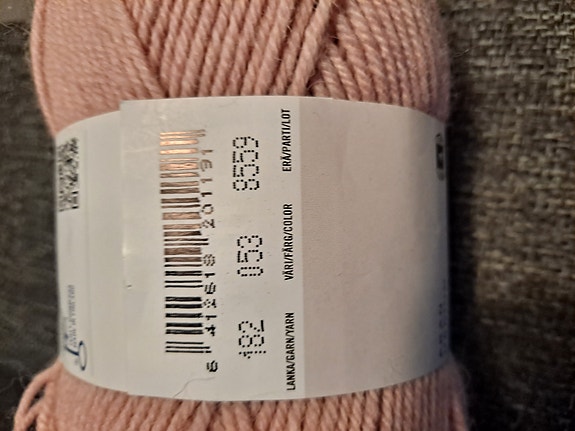 6 412618 201191
182 053 8559
LANKA/GARN/YARN VÄRI/FÄRG/COLOR ERÄ/PARTI/LOT